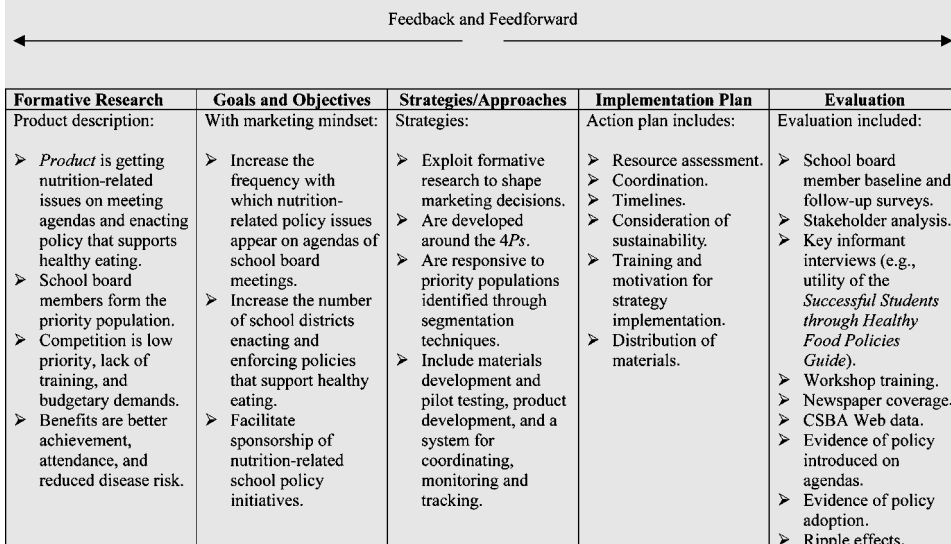 Feedback and Feedforward
Formative Research
Product description:
➢ Product is getting
nutrition-related
issues on meeting
agendas and enacting
policy that supports
healthy eating.
➢ School board
members form the
priority population.
➢ Competition is low
priority, lack of
training, and
budgetary demands.
➢ Benefits are better
achievement,
attendance, and
reduced disease risk.
Goals and Objectives
With marketing mindset:
➢ Increase the
frequency with
which nutrition-
related policy issues
appear on agendas of
school board
meetings.
➢ Increase the number
of school districts
enacting and
enforcing policies
that support healthy
eating.
➢ Facilitate
sponsorship of
nutrition-related
school policy
initiatives.
Strategies/Approaches
Strategies:
➢ Exploit formative
research to shape
marketing decisions.
➢ Are developed
around the 4Ps.
➢ Are responsive to
priority populations
identified through
segmentation
techniques.
➢ Include materials
development and
pilot testing, product
development, and a
system for
coordinating,
monitoring and
tracking.
Implementation Plan
Action plan includes:
➢ Resource assessment.
➢ Coordination.
➢ Timelines.
➢ Consideration of
sustainability.
➢ Training and
motivation for
strategy
implementation.
➢ Distribution of
materials.
Evaluation
Evaluation included:
➢ School board
member baseline and
follow-up surveys.
➢ Stakeholder analysis.
➢ Key informant
interviews (e.g.,
utility of the
Successful Students
through Healthy
Food Policies
Guide).
➢ Workshop training.
➢ Newspaper coverage.
➢ CSBA Web data.
➢ Evidence of policy
introduced on
agendas.
➢ Evidence of policy
adoption.
➢ Ripple effects.